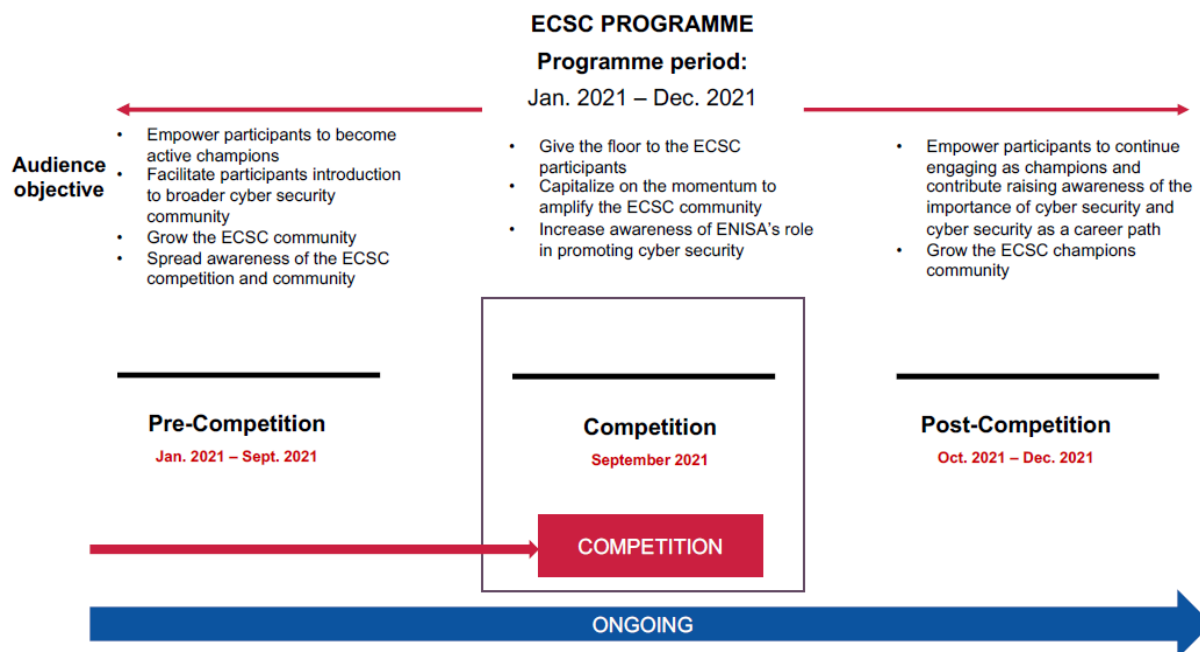 ECSC PROGRAMME
Programme period:
Jan. 2021 – Dec. 2021
Audience
objective
• Empower participants to become
active champions
• Facilitate participants introduction
to broader cyber security
community
• Grow the ECSC community
• Spread awareness of the ECSC
competition and community
• Give the floor to the ECSC
participants
• Capitalize on the momentum to
amplify the ECSC community
• Increase awareness of ENISA's role
in promoting cyber security
• Empower participants to continue
engaging as champions and
contribute raising awareness of the
importance of cyber security and
cyber security as a career path
• Grow the ECSC champions
community
Pre-Competition
Jan. 2021 – Sept. 2021
Competition
September 2021
Post-Competition
Oct. 2021 – Dec. 2021
COMPETITION
ONGOING